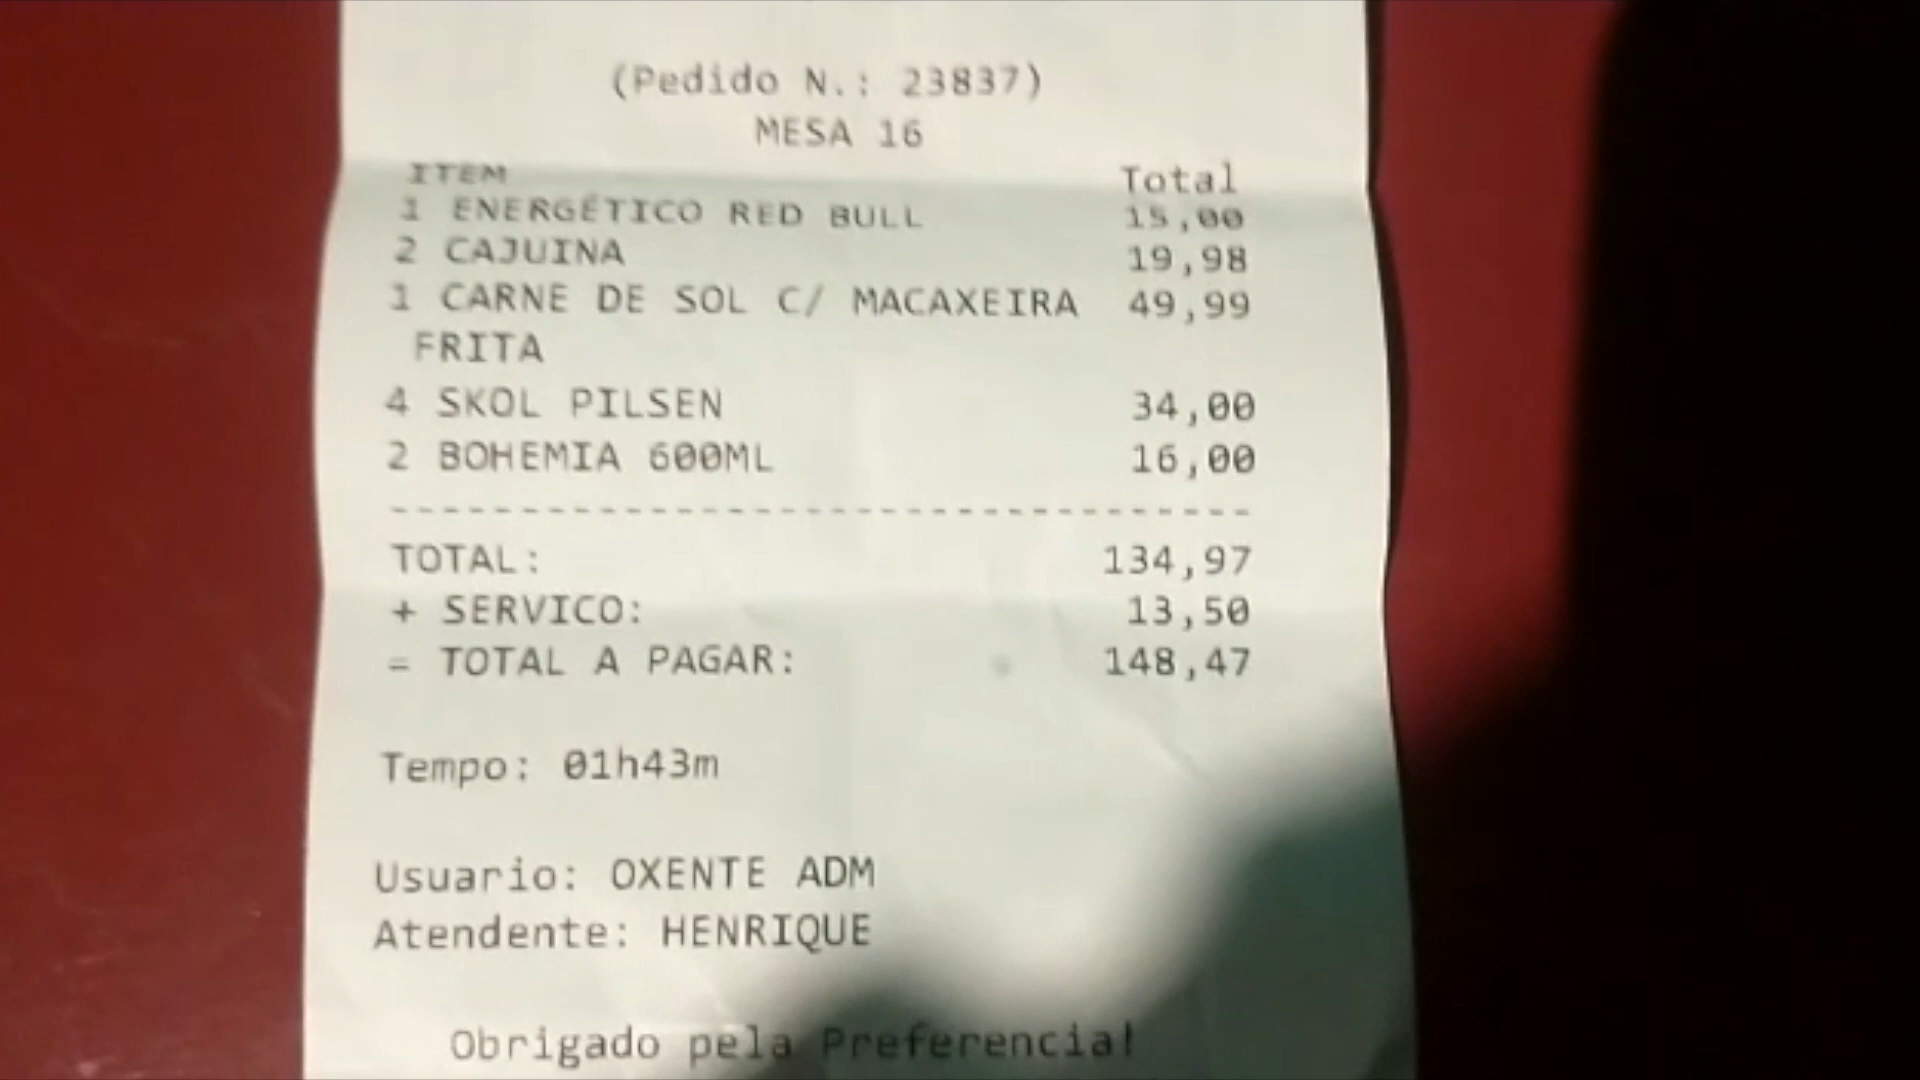 (Pedido N.: 23837)
MESA 16
ITEM Total
1 ENERGÉTICO RED BULL 15,00
2 CAJUINA 19,98
1 CARNE DE SOL C/ MACAXEIRA 49,99
FRITA
4 SKOL PILSEN 34,00
2 BOHEMIA 600ML 16,00
---------------------------------
TOTAL: 134,97
+ SERVICO: 13,50
= TOTAL A PAGAR: 148,47
Tempo: 01h43m
Usuario: OXENTE ADM
Atendente: HENRIQUE
Obrigado pela Preferencia!